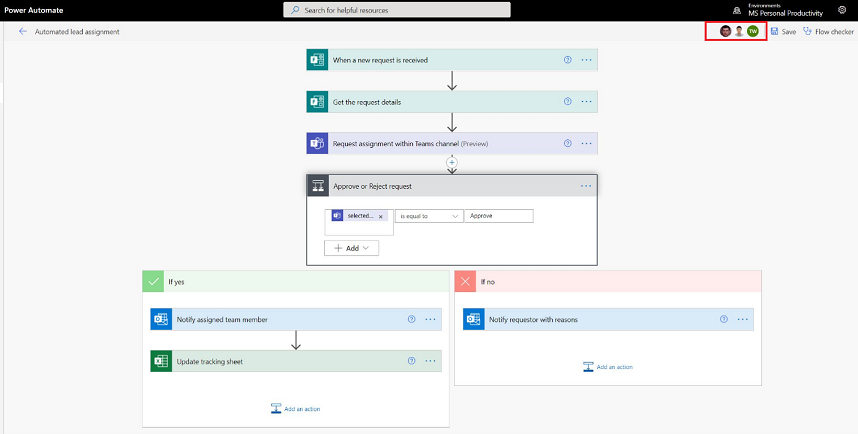 Power Automate
Search for helpful resources
Environments
MS Personal Productivity
Automated lead assignment
TW
Save
Flow checker
When a new request is received
Get the request details
Request assignment within Teams channel (Preview)
Approve or Reject request
selected... x
is equal to
Approve
Add
If yes
If no
Notify assigned team member
Notify requestor with reasons
Update tracking sheet
Add an action
Add an action